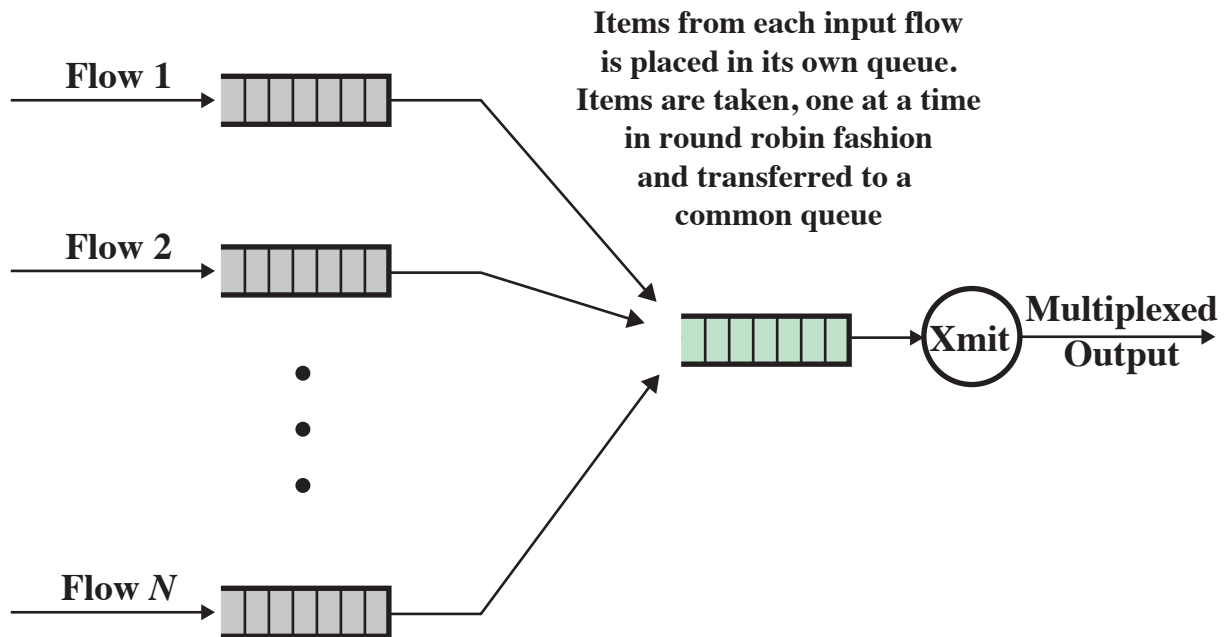 Items from each input flow
is placed in its own queue.
Items are taken, one at a time
in round robin fashion
and transferred to a
common queue
Flow 1
Flow 2
Flow N
Xmit
Multiplexed
Output